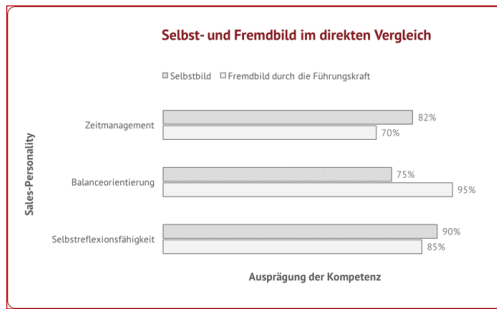 Selbst- und Fremdbild im direkten Vergleich
Selbstbild Fremdbild durch die Führungskraft
Sales-Personality
Zeitmanagement
82%
70%
Balanceorientierung
75%
95%
Selbstreflexionsfähigkeit
90%
85%
Ausprägung der Kompetenz